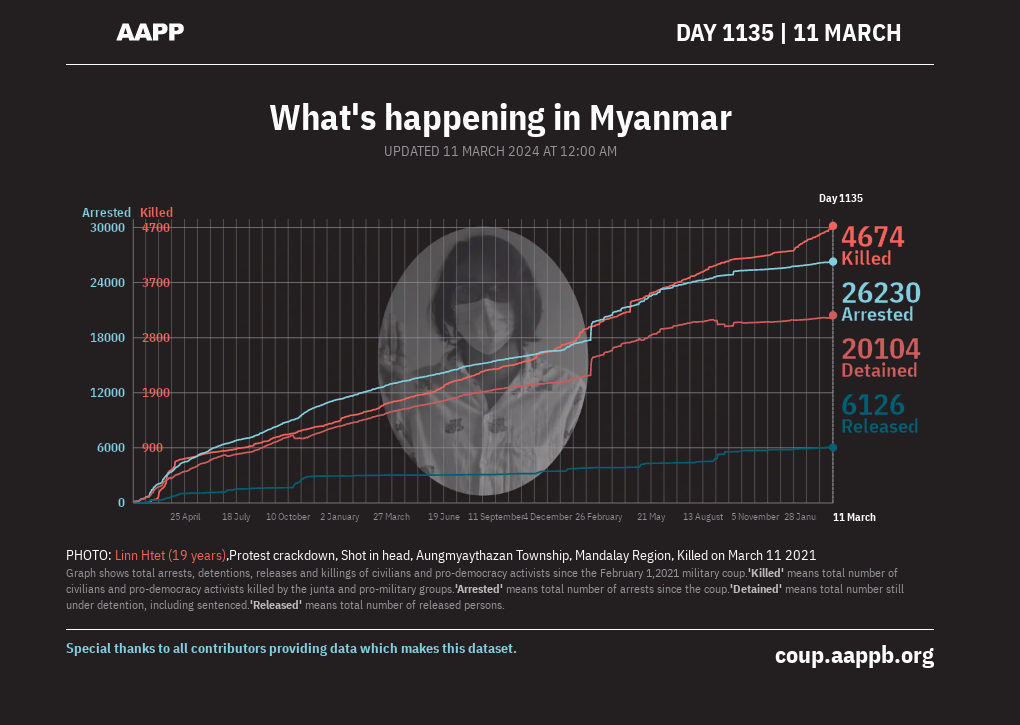 AAPP
DAY 1135 | 11 MARCH
What's happening in Myanmar
UPDATED 11 MARCH 2024 AT 12:00 AM
Day 1135
Arrested Killed
30000 4700
24000 3700
18000 2800
12000 1900
6000 900
0
4674
Killed
26230
Arrested
20104
Detained
6126
Released
25 April 18 July 10 October 2 January 27 March 19 June 11 September 4 December 26 February 21 May 13 August 5 November 28 Janu 11 March
PHOTO: Linn Htet (19 years),Protest crackdown, Shot in head, Aungmyaythazan Township, Mandalay Region, Killed on March 11 2021
Graph shows total arrests, detentions, releases and killings of civilians and pro-democracy activists since the February 1,2021 military coup.'Killed' means total number of
civilians and pro-democracy activists killed by the junta and pro-military groups.'Arrested' means total number of arrests since the coup.'Detained' means total number still
under detention, including sentenced.'Released' means total number of released persons.
Special thanks to all contributors providing data which makes this dataset.
coup.aappb.org